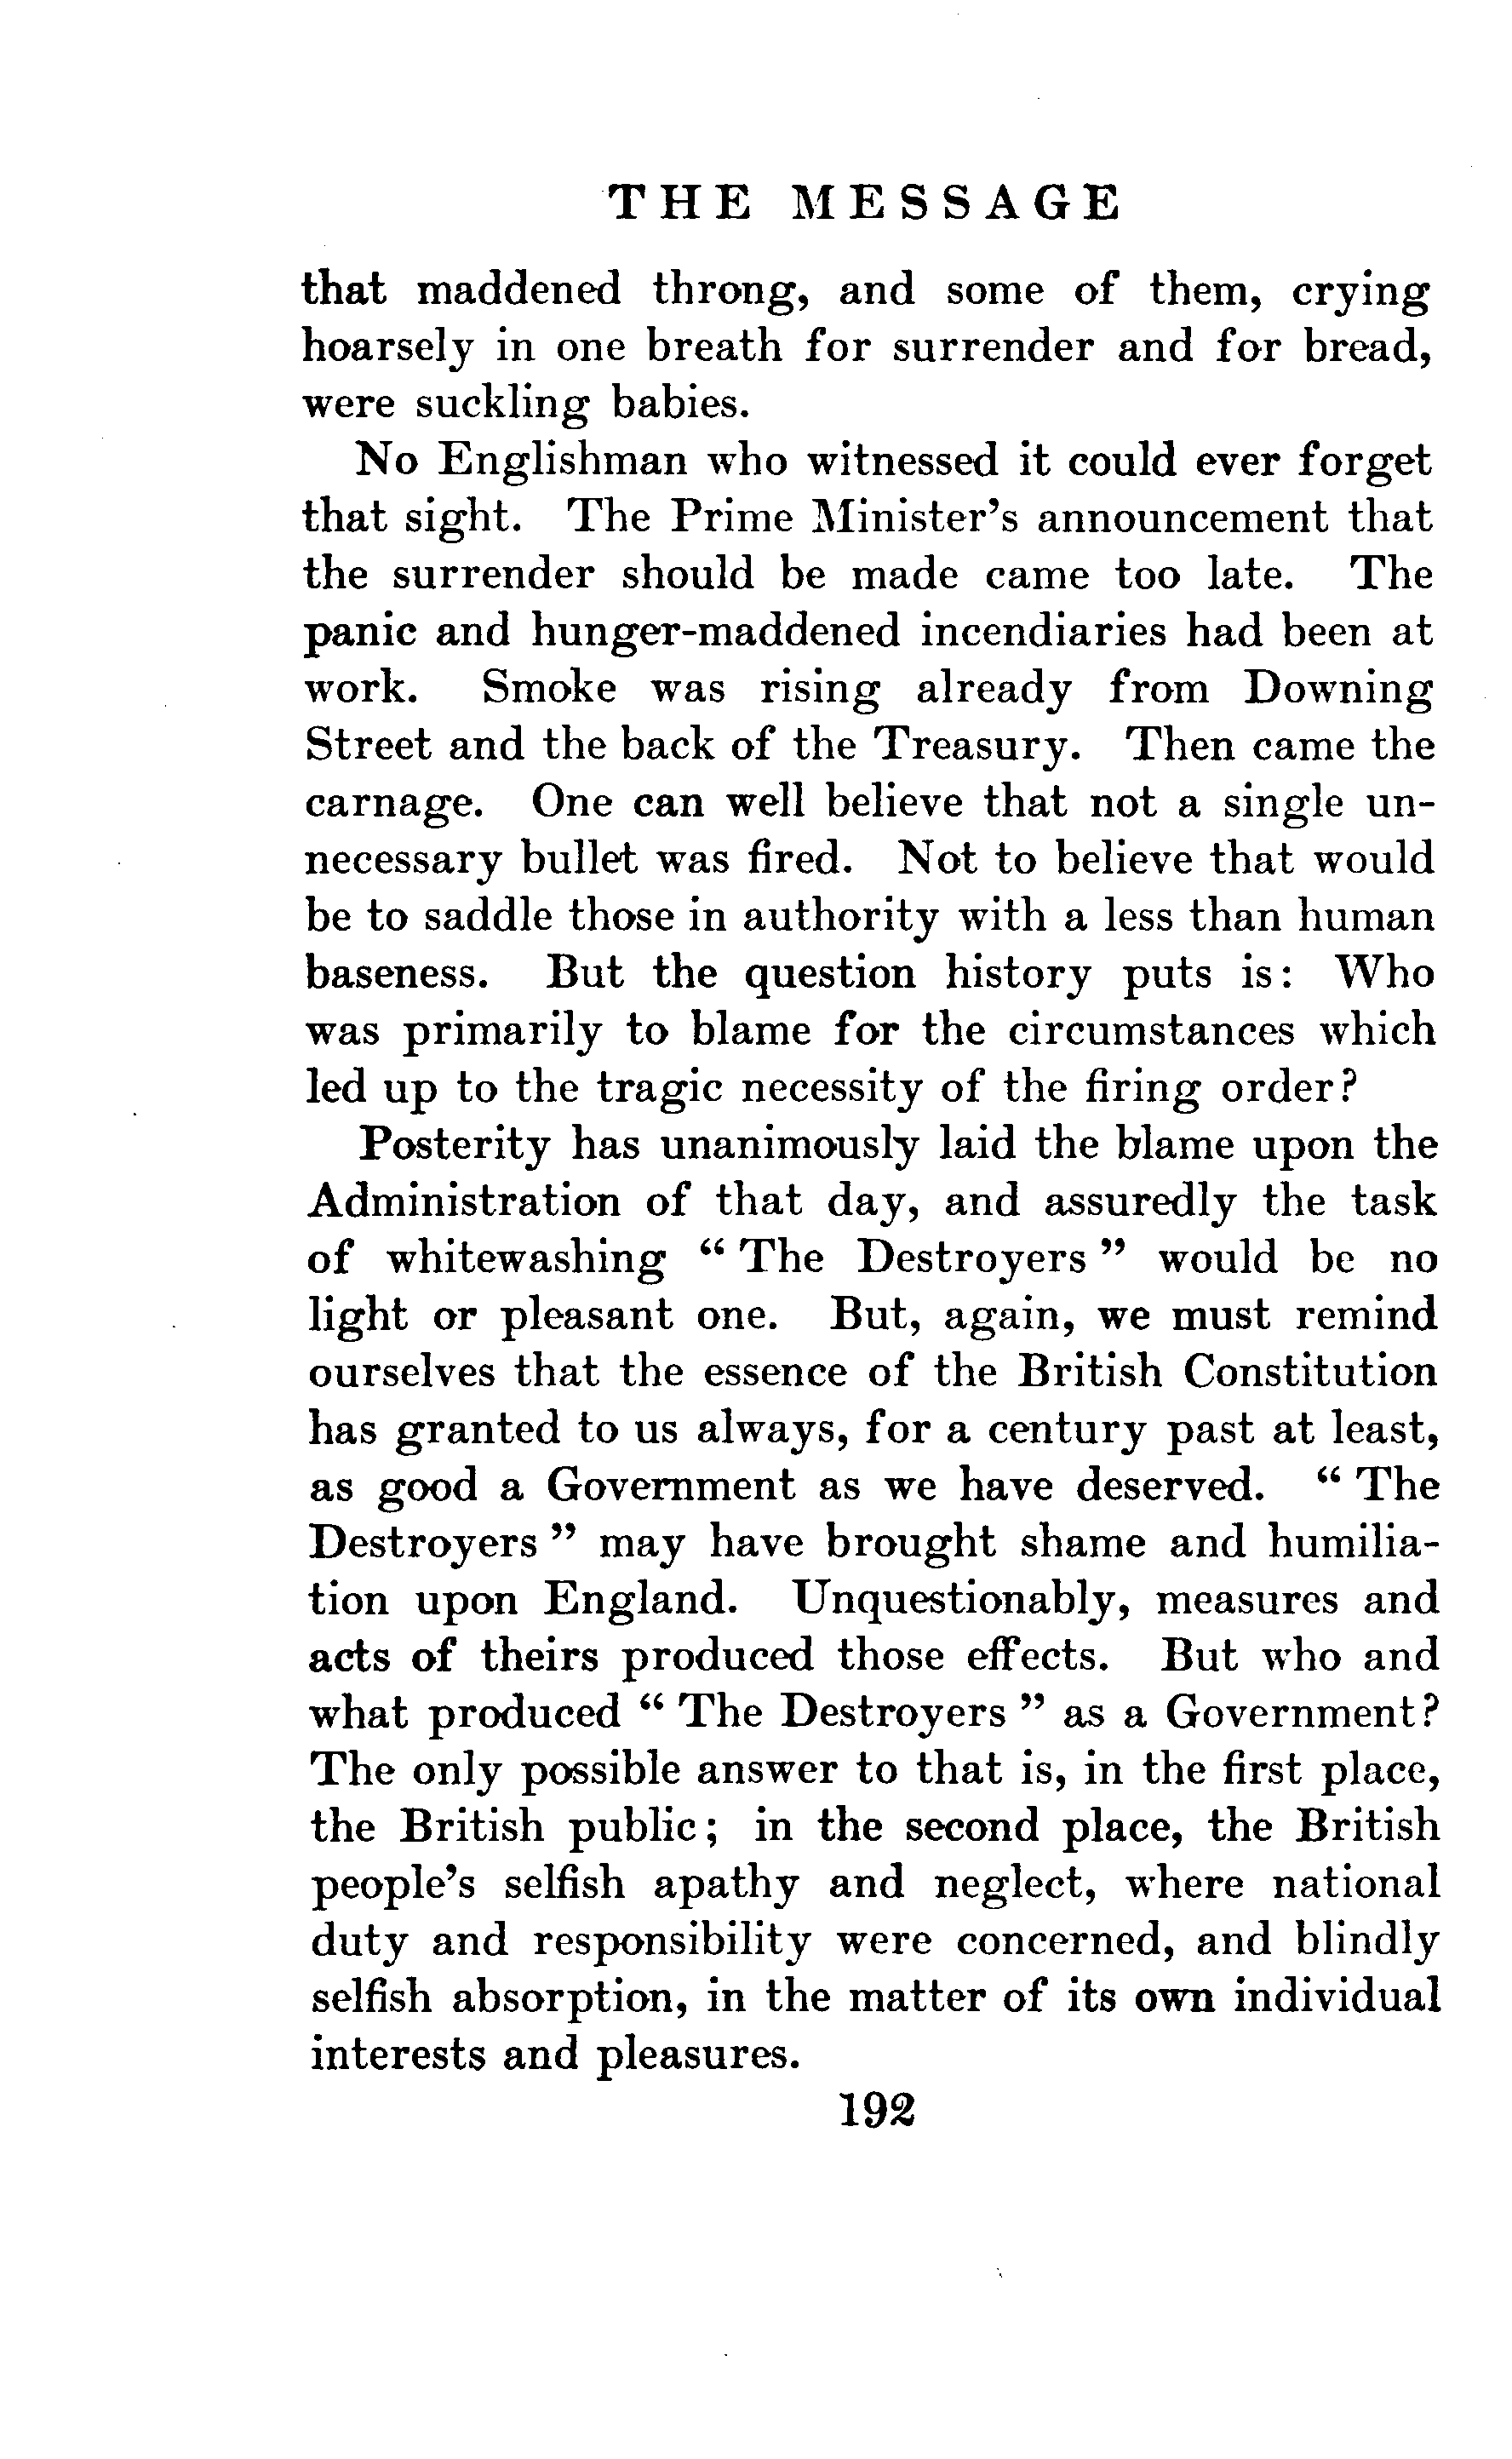 THE MESSAGE
that maddened throng, and some of them, crying
hoarsely in one breath for surrender and for bread,
were suckling babies.
No Englishman who witnessed it could ever forget
that sight. The Prime Minister's announcement that
the surrender should be made came too late. The
panic and hunger-maddened incendiaries had been at
work. Smoke was rising already from Downing
Street and the back of the Treasury. Then came the
carnage. One can well believe that not a single un-
necessary bullet was fired. Not to believe that would
be to saddle those in authority with a less than human
baseness. But the question history puts is: Who
was primarily to blame for the circumstances which
led up to the tragic necessity of the firing order?
Posterity has unanimously laid the blame upon the
Administration of that day, and assuredly the task
of whitewashing " The Destroyers " would be no
light or pleasant one. But, again, we must remind
ourselves that the essence of the British Constitution
has granted to us always, for a century past at least,
as good a Government as we have deserved. " The
Destroyers " may have brought shame and humilia-
tion upon England. Unquestionably, measures and
acts of theirs produced those effects. But who and
what produced " The Destroyers " as a Government?
The only possible answer to that is, in the first place,
the British public; in the second place, the British
people's selfish apathy and neglect, where national
duty and responsibility were concerned, and blindly
selfish absorption, in the matter of its own individual
interests and pleasures.
192